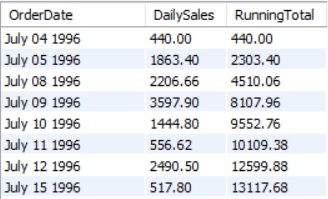 OrderDate DailySales RunningTotal
July 04 1996 440.00 440.00
July 05 1996 1863.40 2303.40
July 08 1996 2206.66 4510.06
July 09 1996 3597.90 8107.96
July 10 1996 1444.80 9552.76
July 11 1996 556.62 10109.38
July 12 1996 2490.50 12599.88
July 15 1996 517.80 13117.68